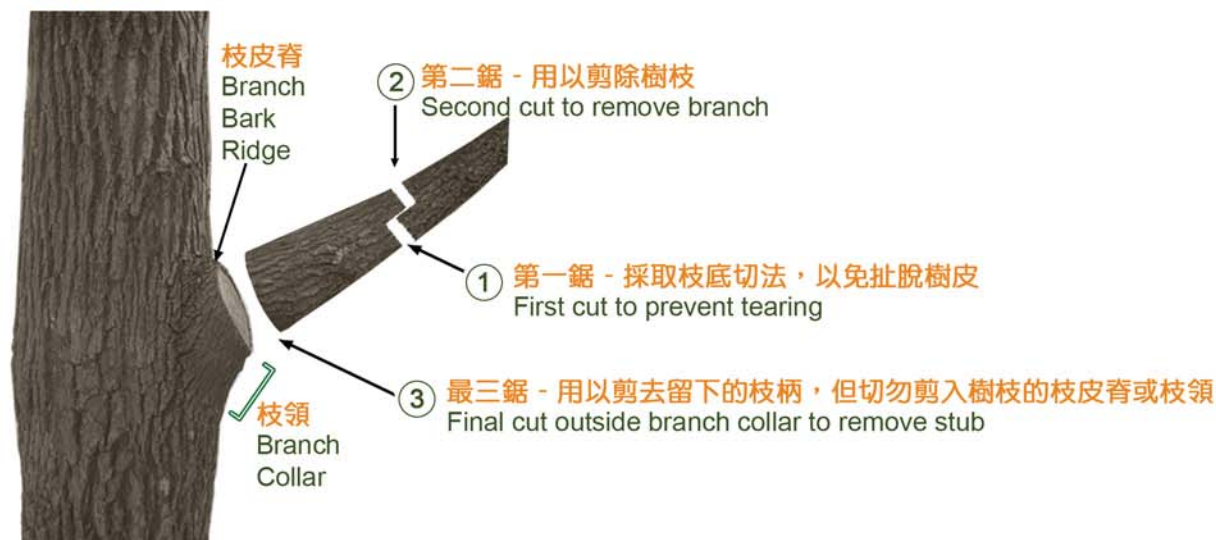 枝皮脊
Branch
Bark
Ridge
② 第二鋸 - 用以剪除樹枝
Second cut to remove branch
① 第一鋸 - 採取枝底切法，以免扯脫樹皮
First cut to prevent tearing
③ 最三鋸 - 用以剪去留下的枝柄，但切勿剪入樹枝的枝皮脊或枝領
Final cut outside branch collar to remove stub
枝領
Branch
Collar